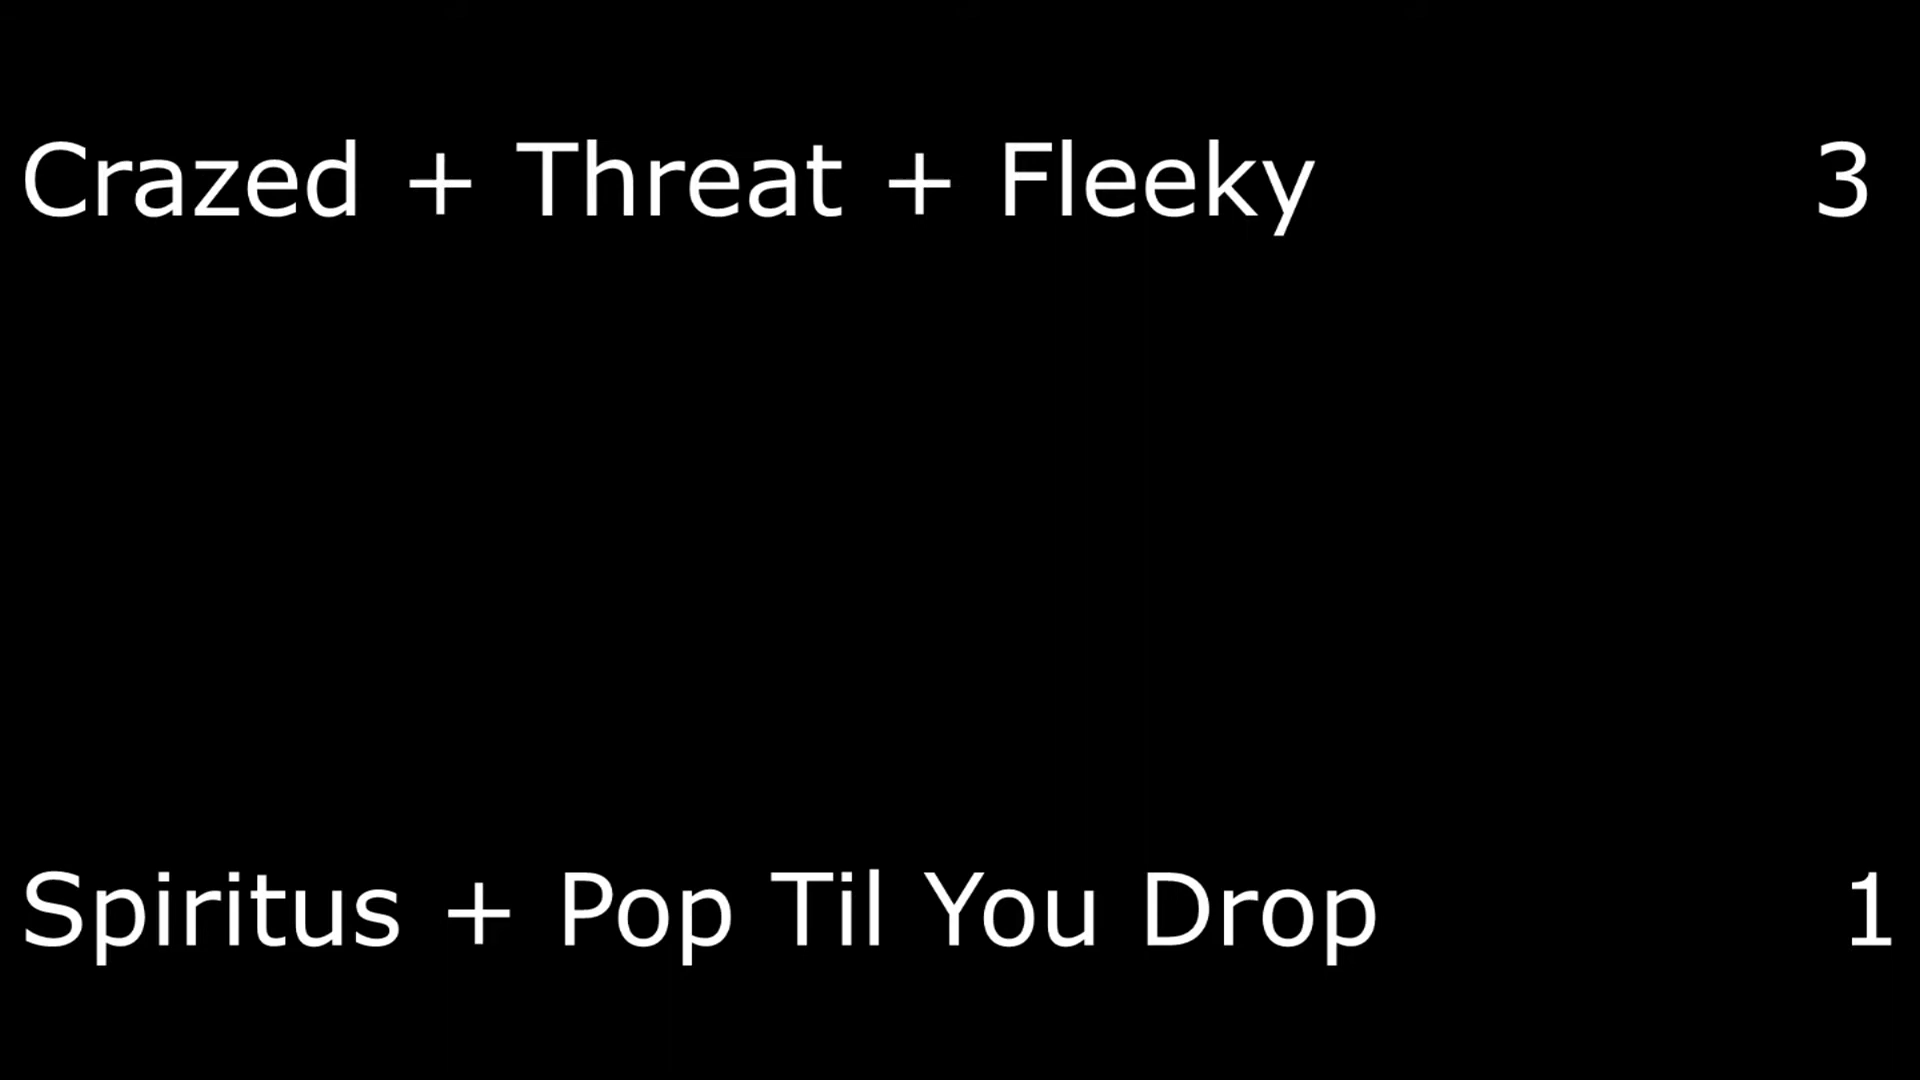 Crazed + Threat + Fleeky 3
Spiritus + Pop Til You Drop 1